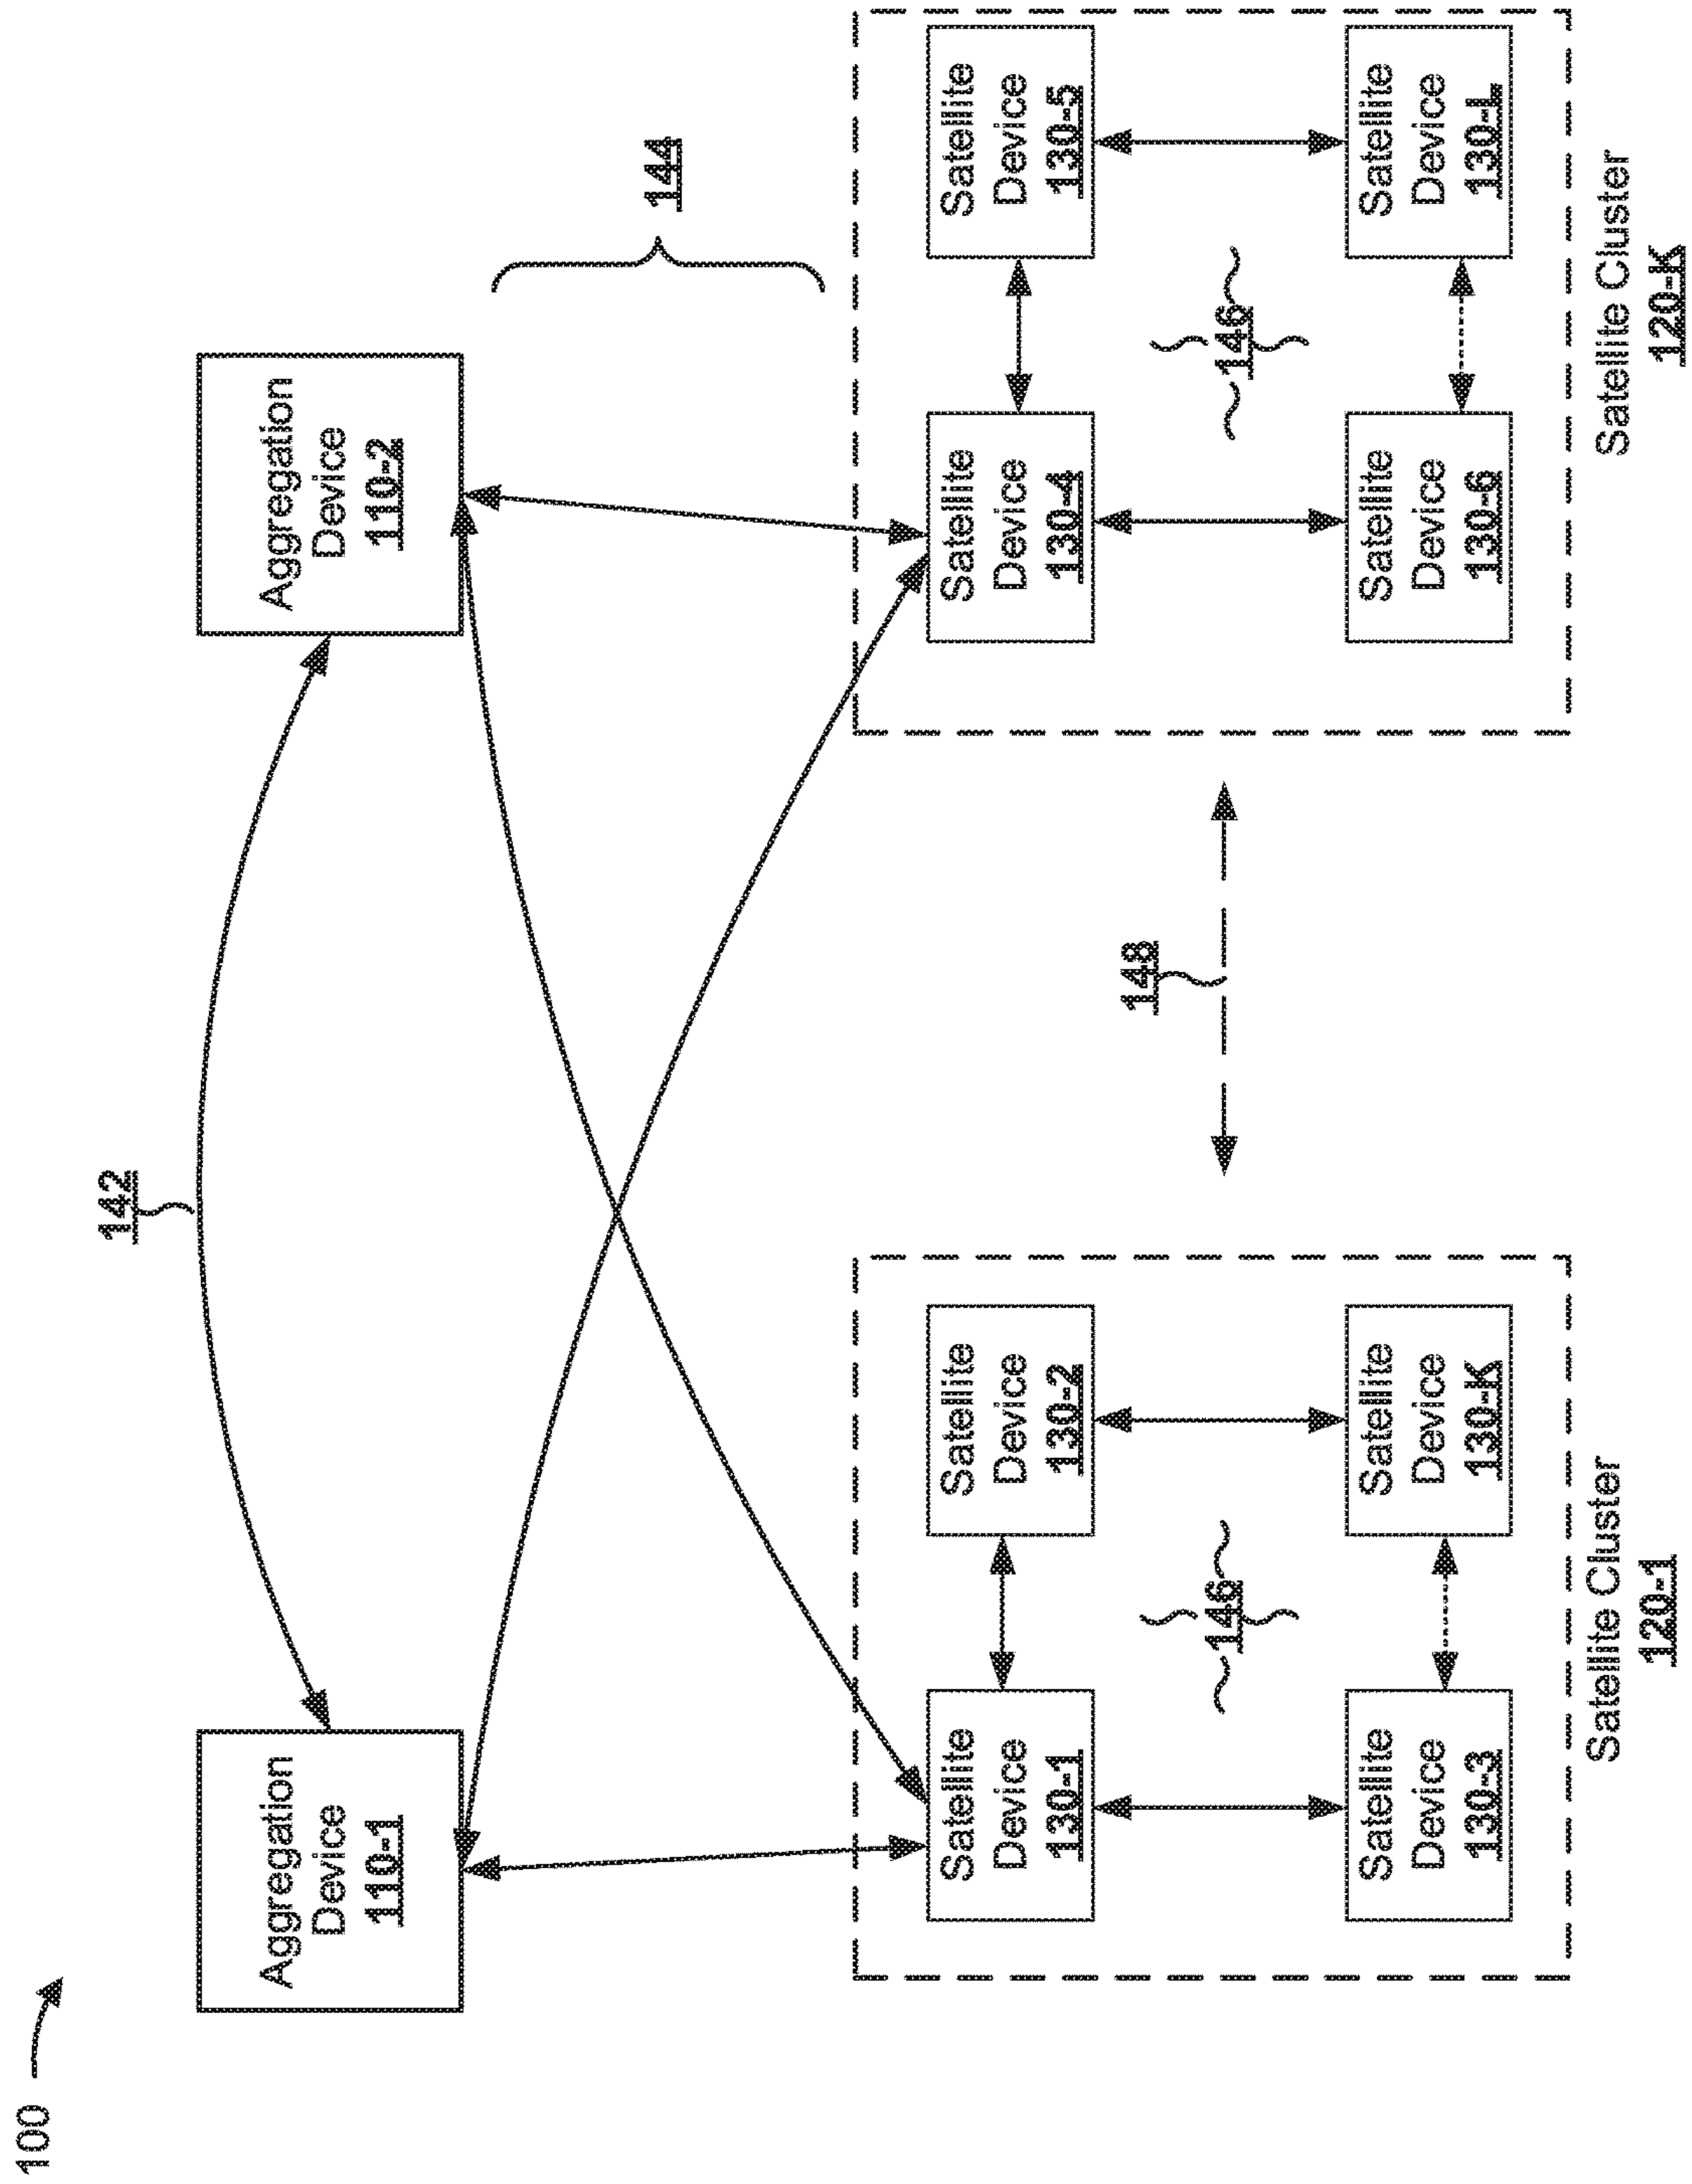 100
142
Aggregation
Device
110-1
Aggregation
Device
110-2
144
Satellite
Device
130-1
Satellite
Device
130-2
Satellite
Device
130-4
Satellite
Device
130-5
146
148
146
Satellite
Device
130-3
Satellite
Device
130-K
Satellite
Device
130-6
Satellite
Device
130-L
Satellite Cluster
120-1
Satellite Cluster
120-K